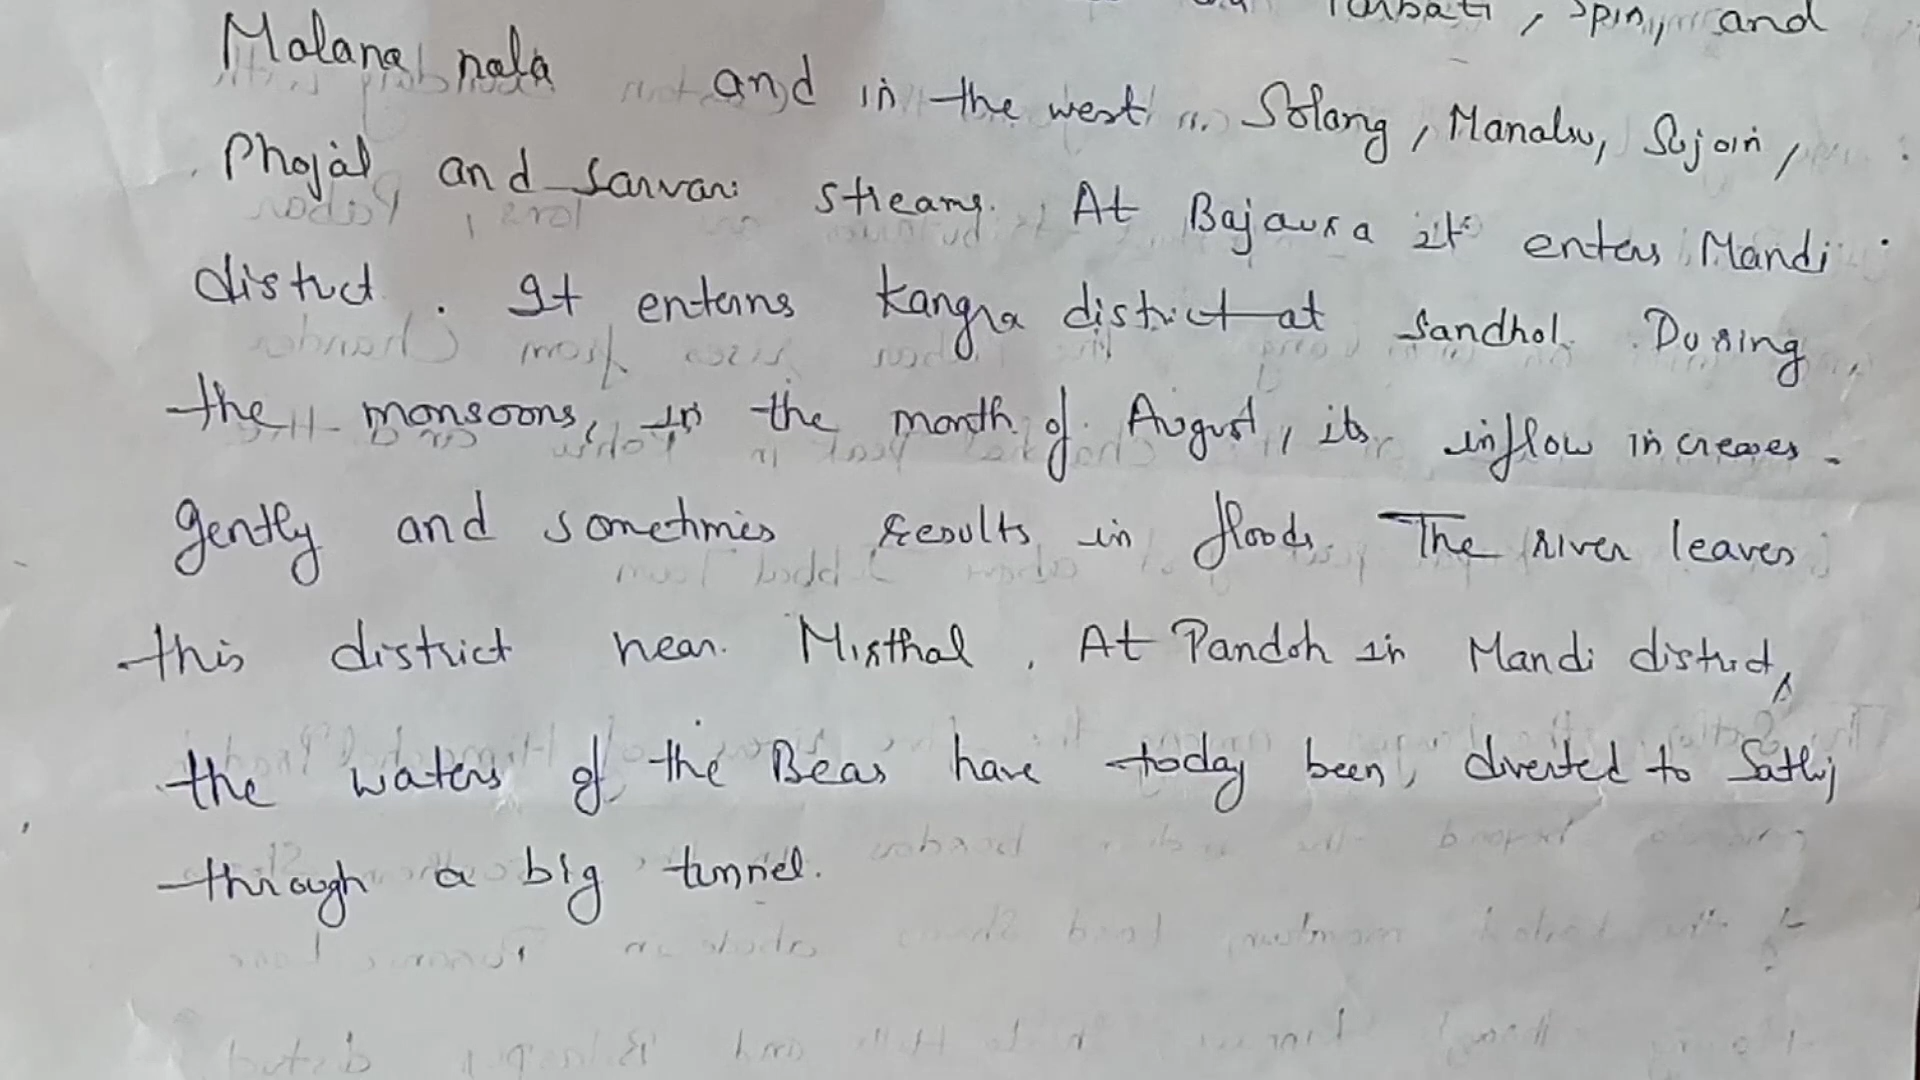 Parbati, Spin, and
Malana nala and in the west Solang, Manalsu, Sujoin,
Phojal and Sarvari streams. At Bajaura it enters Mandi
district. It enterns Kangra district at Sandhol. During
the monsoons, in the month of August, its inflow increases
gently and sometimes results in floods. The river leaves
this district near Mirthal. At Pandoh in Mandi district,
the waters of the Beas have today been, diverted to Satluj
through a big tunnel.